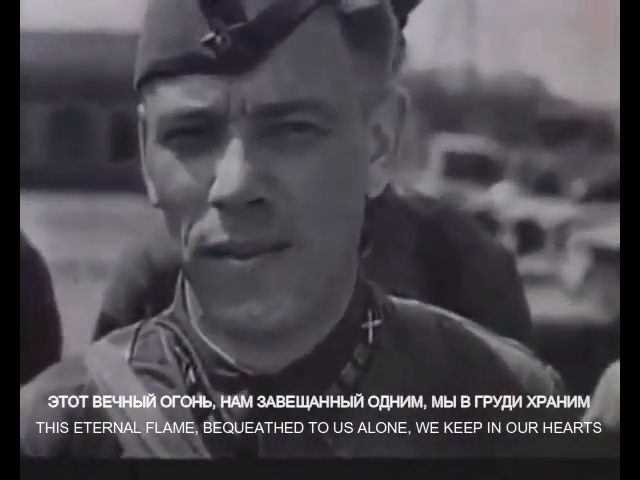 ЭТОТ ВЕЧНЫЙ ОГОНЬ, НАМ ЗАВЕЩАННЫЙ ОДНИМ, МЫ В ГРУДИ ХРАНИМ
THIS ETERNAL FLAME, BEQUEATHED TO US ALONE, WE KEEP IN OUR HEARTS